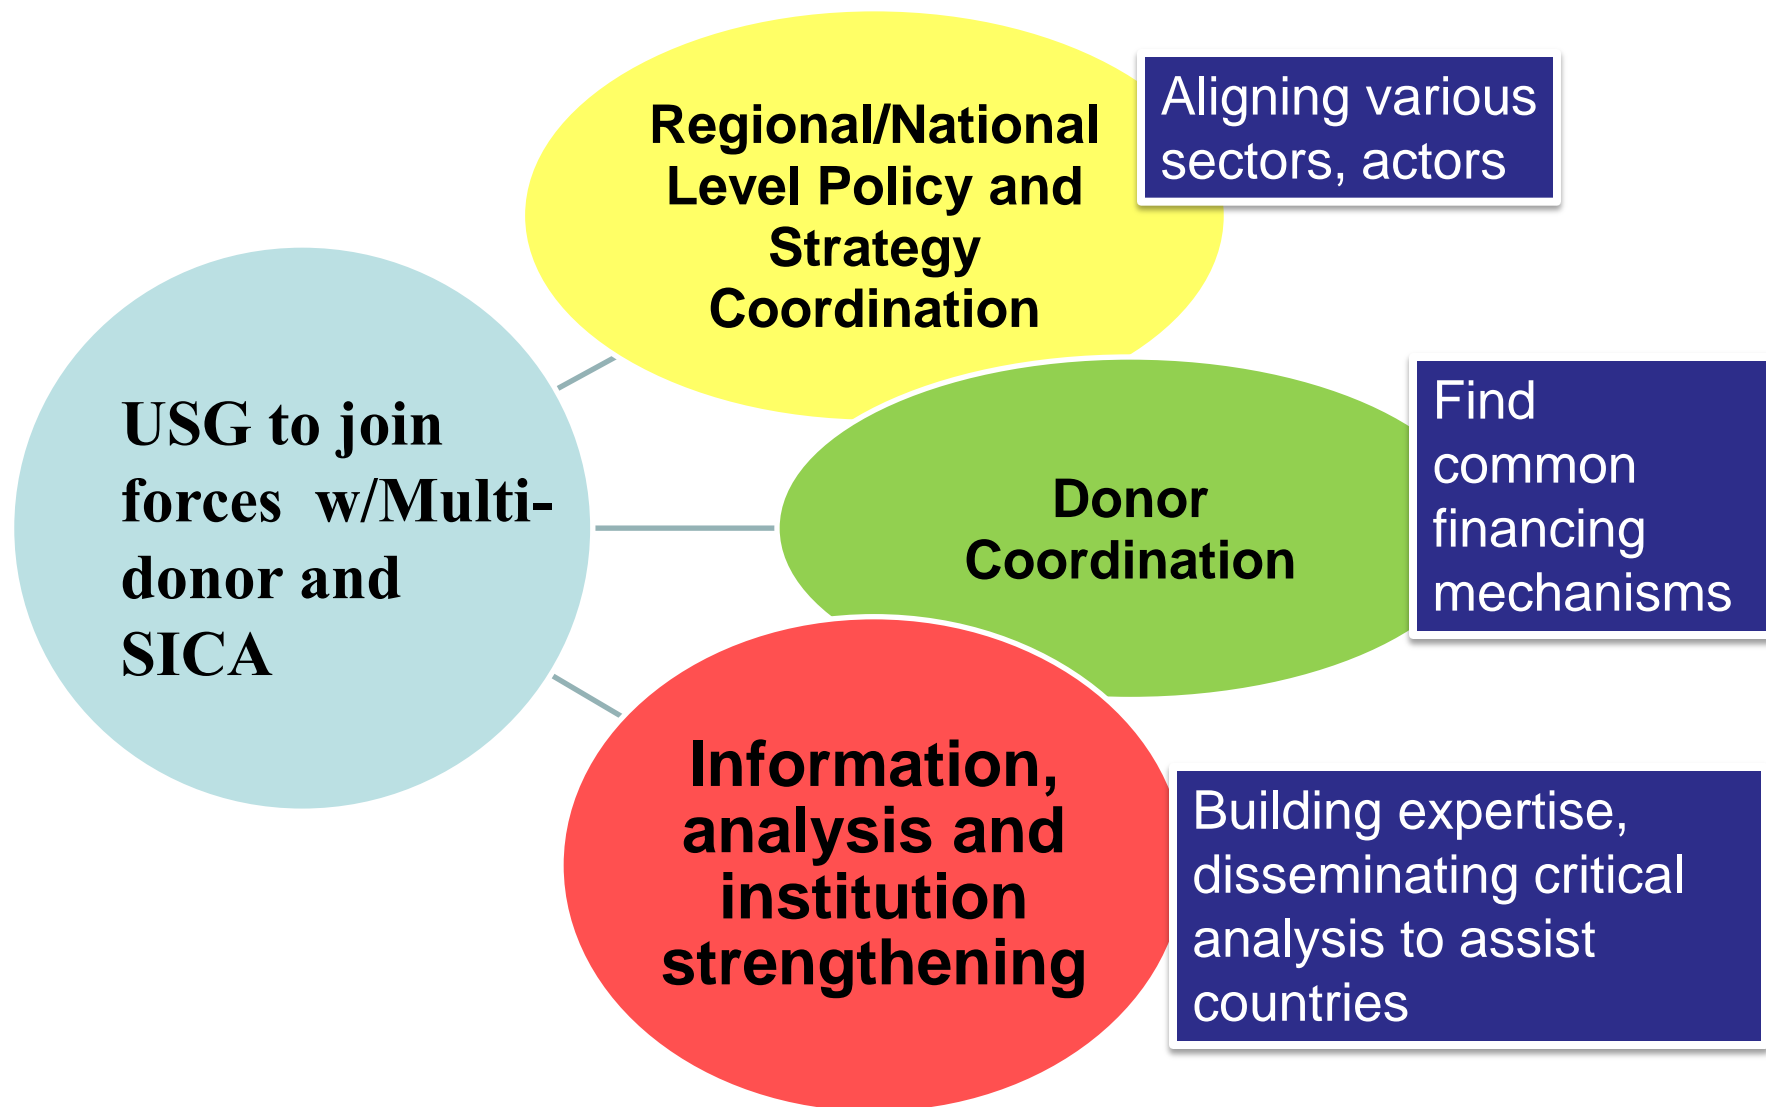 USG to join
forces w/Multi-
donor and
SICA
Regional/National
Level Policy and
Strategy
Coordination
Aligning various
sectors, actors
Donor
Coordination
Find
common
financing
mechanisms
Information,
analysis and
institution
strengthening
Building expertise,
disseminating critical
analysis to assist
countries